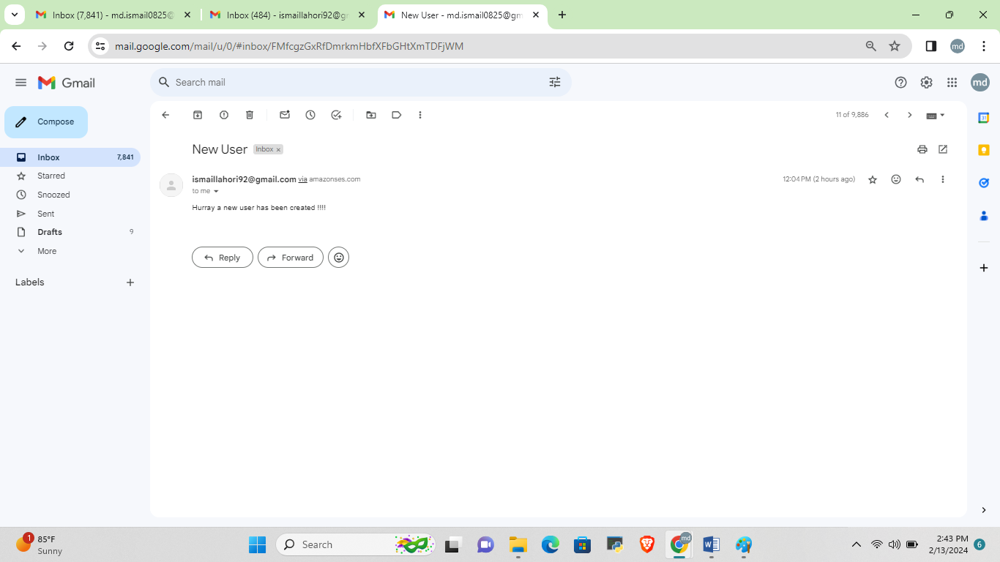 Inbox (7,841) - md.ismail0825@
Inbox (484) - ismaillahori92@g
New User - md.ismail0825@gm
mail.google.com/mail/u/0/#inbox/FMfcgzGxRfDmrkmHbfXFbGHtXmTDFjWM
md
Gmail
Search mail
md
Compose
11 of 9,886
Inbox 7,841
Starred
Snoozed
Sent
Drafts 9
More
Labels
New User Inbox x
ismaillahori92@gmail.com via amazonses.com
12:04 PM (2 hours ago)
to me
Hurray a new user has been created !!!!
Reply Forward
31
1
85°F
Sunny
Search
md
2:43 PM
2/13/2024
6